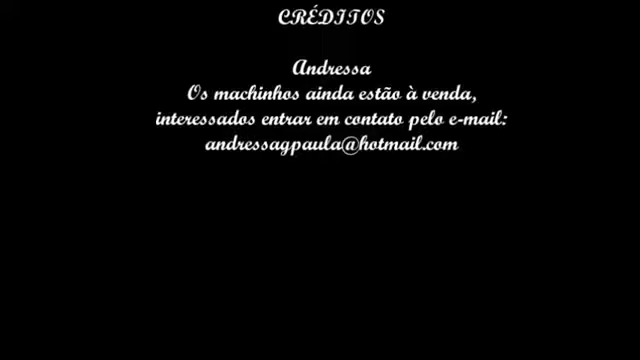 CRÉDITOS
Andressa
Os machinhos ainda estão à venda,
interessados entrar em contato pelo e-mail:
andressagpaula@hotmail.com